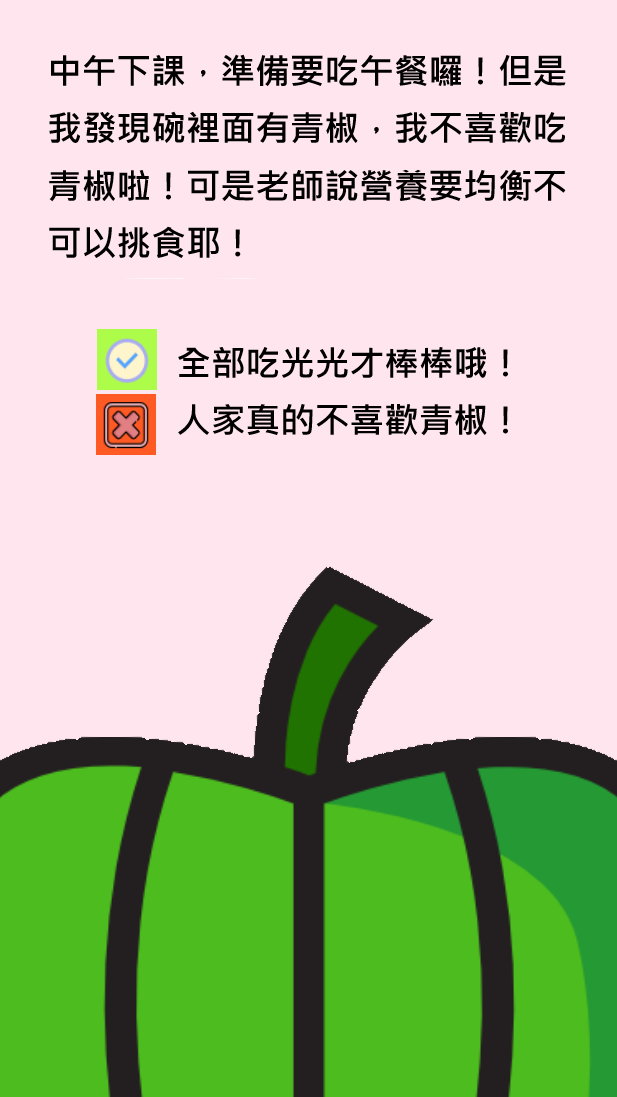 中午下課，準備要吃午餐囉！但是
我發現碗裡面有青椒，我不喜歡吃
青椒啦！可是老師說營養要均衡不
可以挑食耶！
全部吃光光才棒棒哦！
人家真的不喜歡青椒！